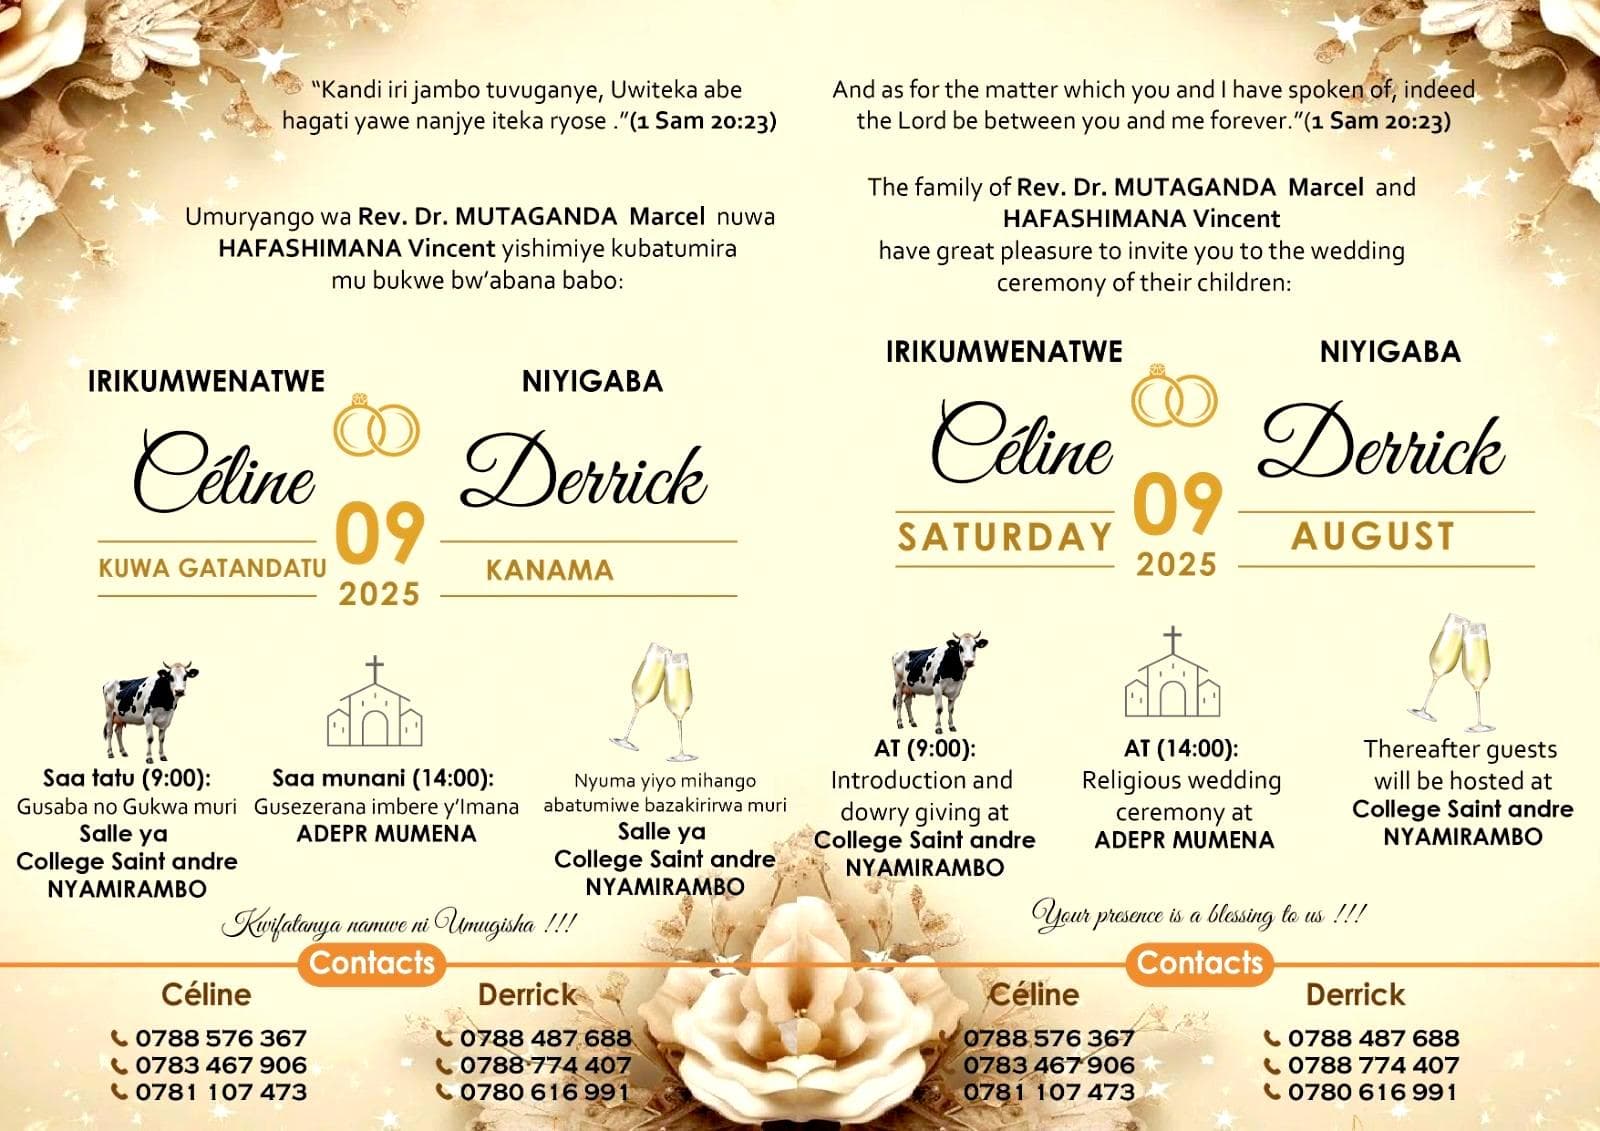 “Kandi iri jambo tuvuganye, Uwiteka abe
hagati yawe nanjye iteka ryose .”(1 Sam 20:23)
Umuryango wa Rev. Dr. MUTAGANDA Marcel nuwa
HAFASHIMANA Vincent yishimiye kubatumira
mu bukwe bw’abana babo:
IRIKUMWENATWE
Céline
NIYIGABA
Derrick
KUWA GATANDATU
09
2025
KANAMA
Saa tatu (9:00):
Gusaba no Gukwa muri
Salle ya
College Saint andre
NYAMIRAMBO
Saa munani (14:00):
Gusezerana imbere y’Imana
ADEPR MUMENA
Nyuma yiyo mihango
abatumiwe bazakirirwa muri
Salle ya
College Saint andre
NYAMIRAMBO
Kwifatanya namwe ni Umugisha !!!
Contacts
Céline
0788 576 367
0783 467 906
0781 107 473
Derrick
0788 487 688
0788 774 407
0780 616 991
And as for the matter which you and I have spoken of, indeed
the Lord be between you and me forever.”(1 Sam 20:23)
The family of Rev. Dr. MUTAGANDA Marcel and
HAFASHIMANA Vincent
have great pleasure to invite you to the wedding
ceremony of their children:
IRIKUMWENATWE
Céline
NIYIGABA
Derrick
SATURDAY
09
2025
AUGUST
AT (9:00):
Introduction and
dowry giving at
College Saint andre
NYAMIRAMBO
AT (14:00):
Religious wedding
ceremony at
ADEPR MUMENA
Thereafter guests
will be hosted at
College Saint andre
NYAMIRAMBO
Your presence is a blessing to us !!!
Contacts
Céline
0788 576 367
0783 467 906
0781 107 473
Derrick
0788 487 688
0788 774 407
0780 616 991